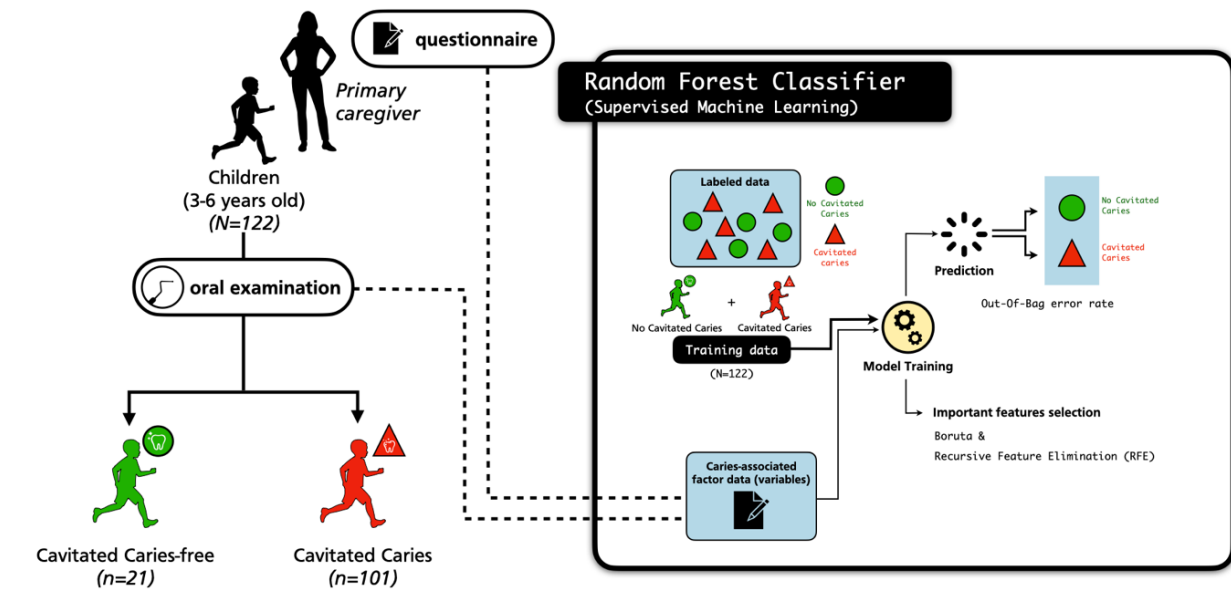 questionnaire
Primary
caregiver
Children
(3-6 years old)
(N=122)
oral examination
Cavitated Caries-free
(n=21)
Cavitated Caries
(n=101)
Random Forest Classifier
(Supervised Machine Learning)
Labeled data
No Cavitated
Caries
Cavitated
caries
No Cavitated Caries
+
Cavitated Caries
Training data
(N=122)
Caries-associated
factor data (variables)
Model Training
Prediction
No Cavitated
Caries
Cavitated
Caries
Out-Of-Bag error rate
Important features selection
Boruta &
Recursive Feature Elimination (RFE)